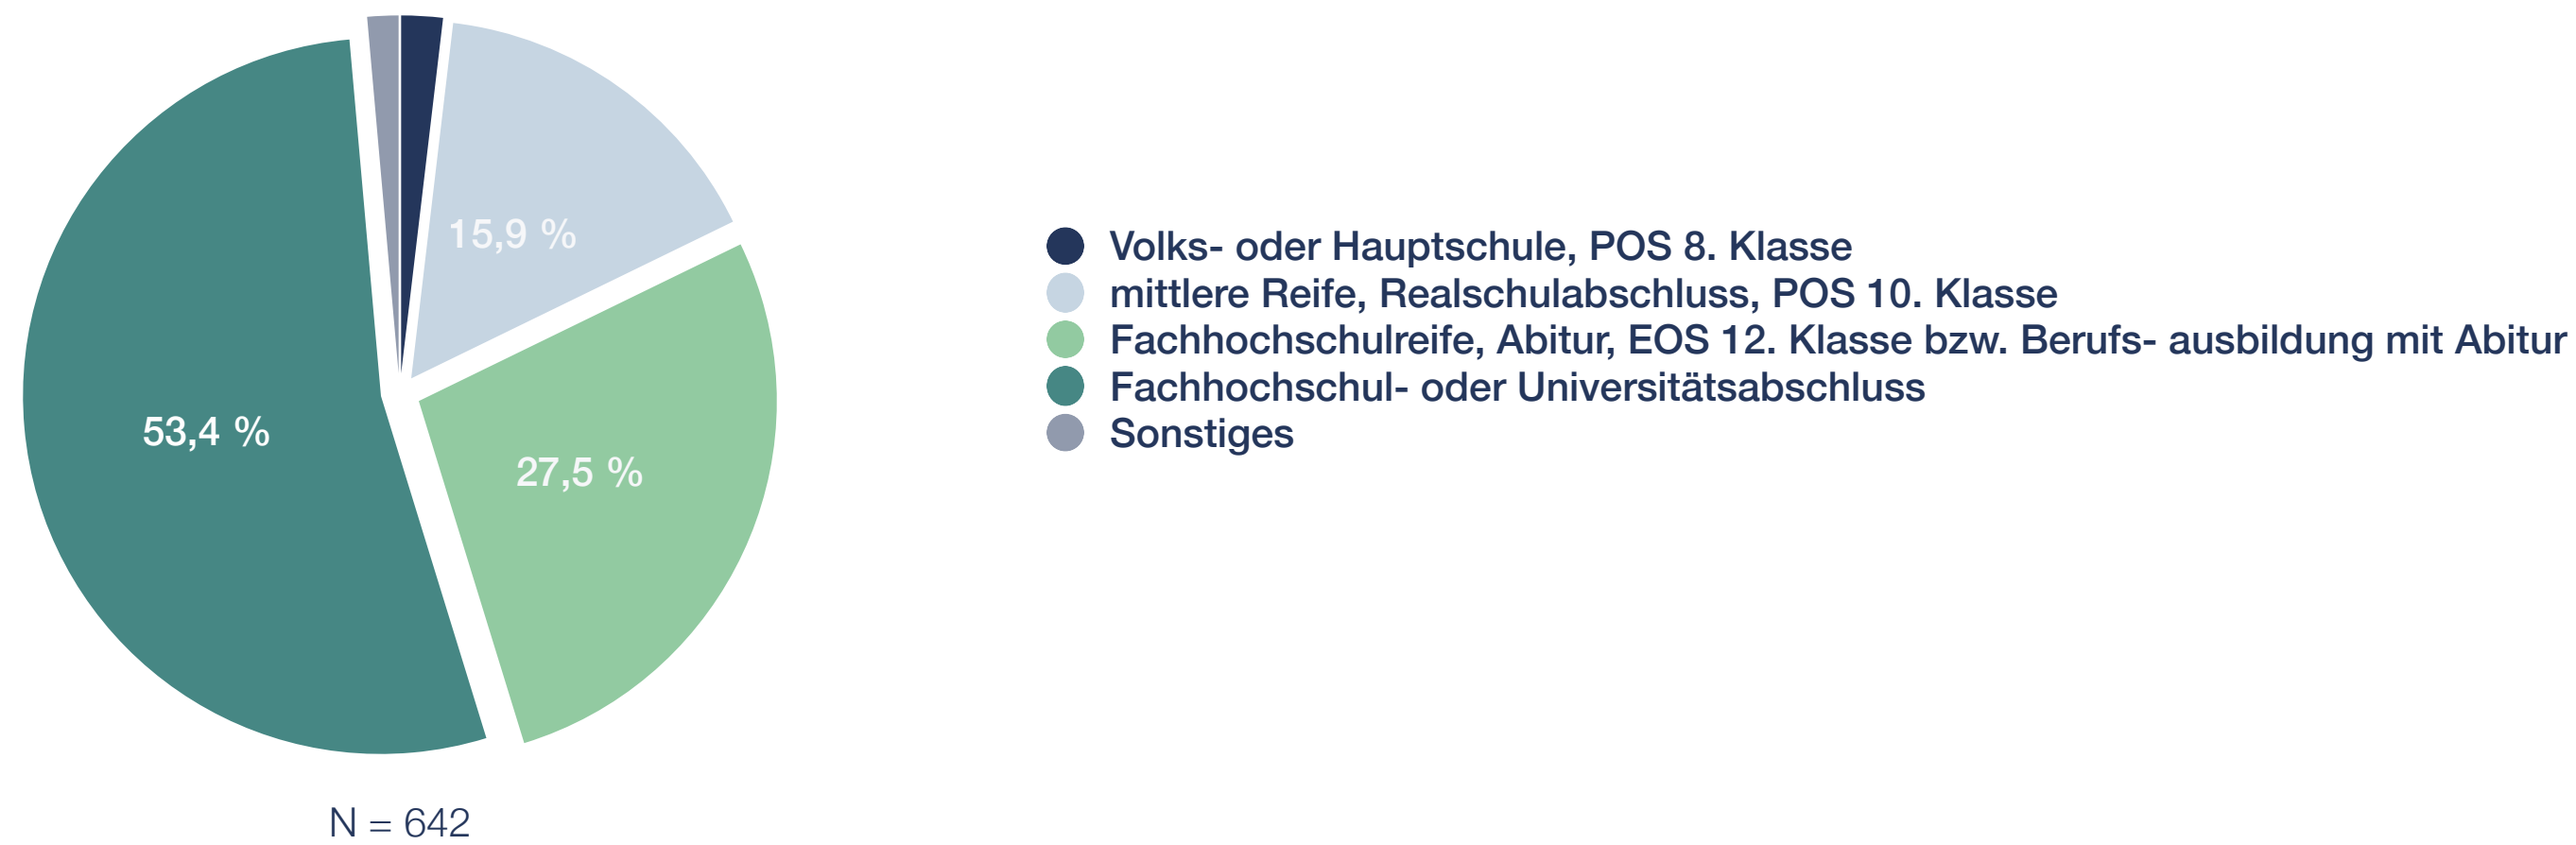 15,9 %
53,4 %
27,5 %
N = 642
Volks- oder Hauptschule, POS 8. Klasse
mittlere Reife, Realschulabschluss, POS 10. Klasse
Fachhochschulreife, Abitur, EOS 12. Klasse bzw. Berufs- ausbildung mit Abitur
Fachhochschul- oder Universitätsabschluss
Sonstiges